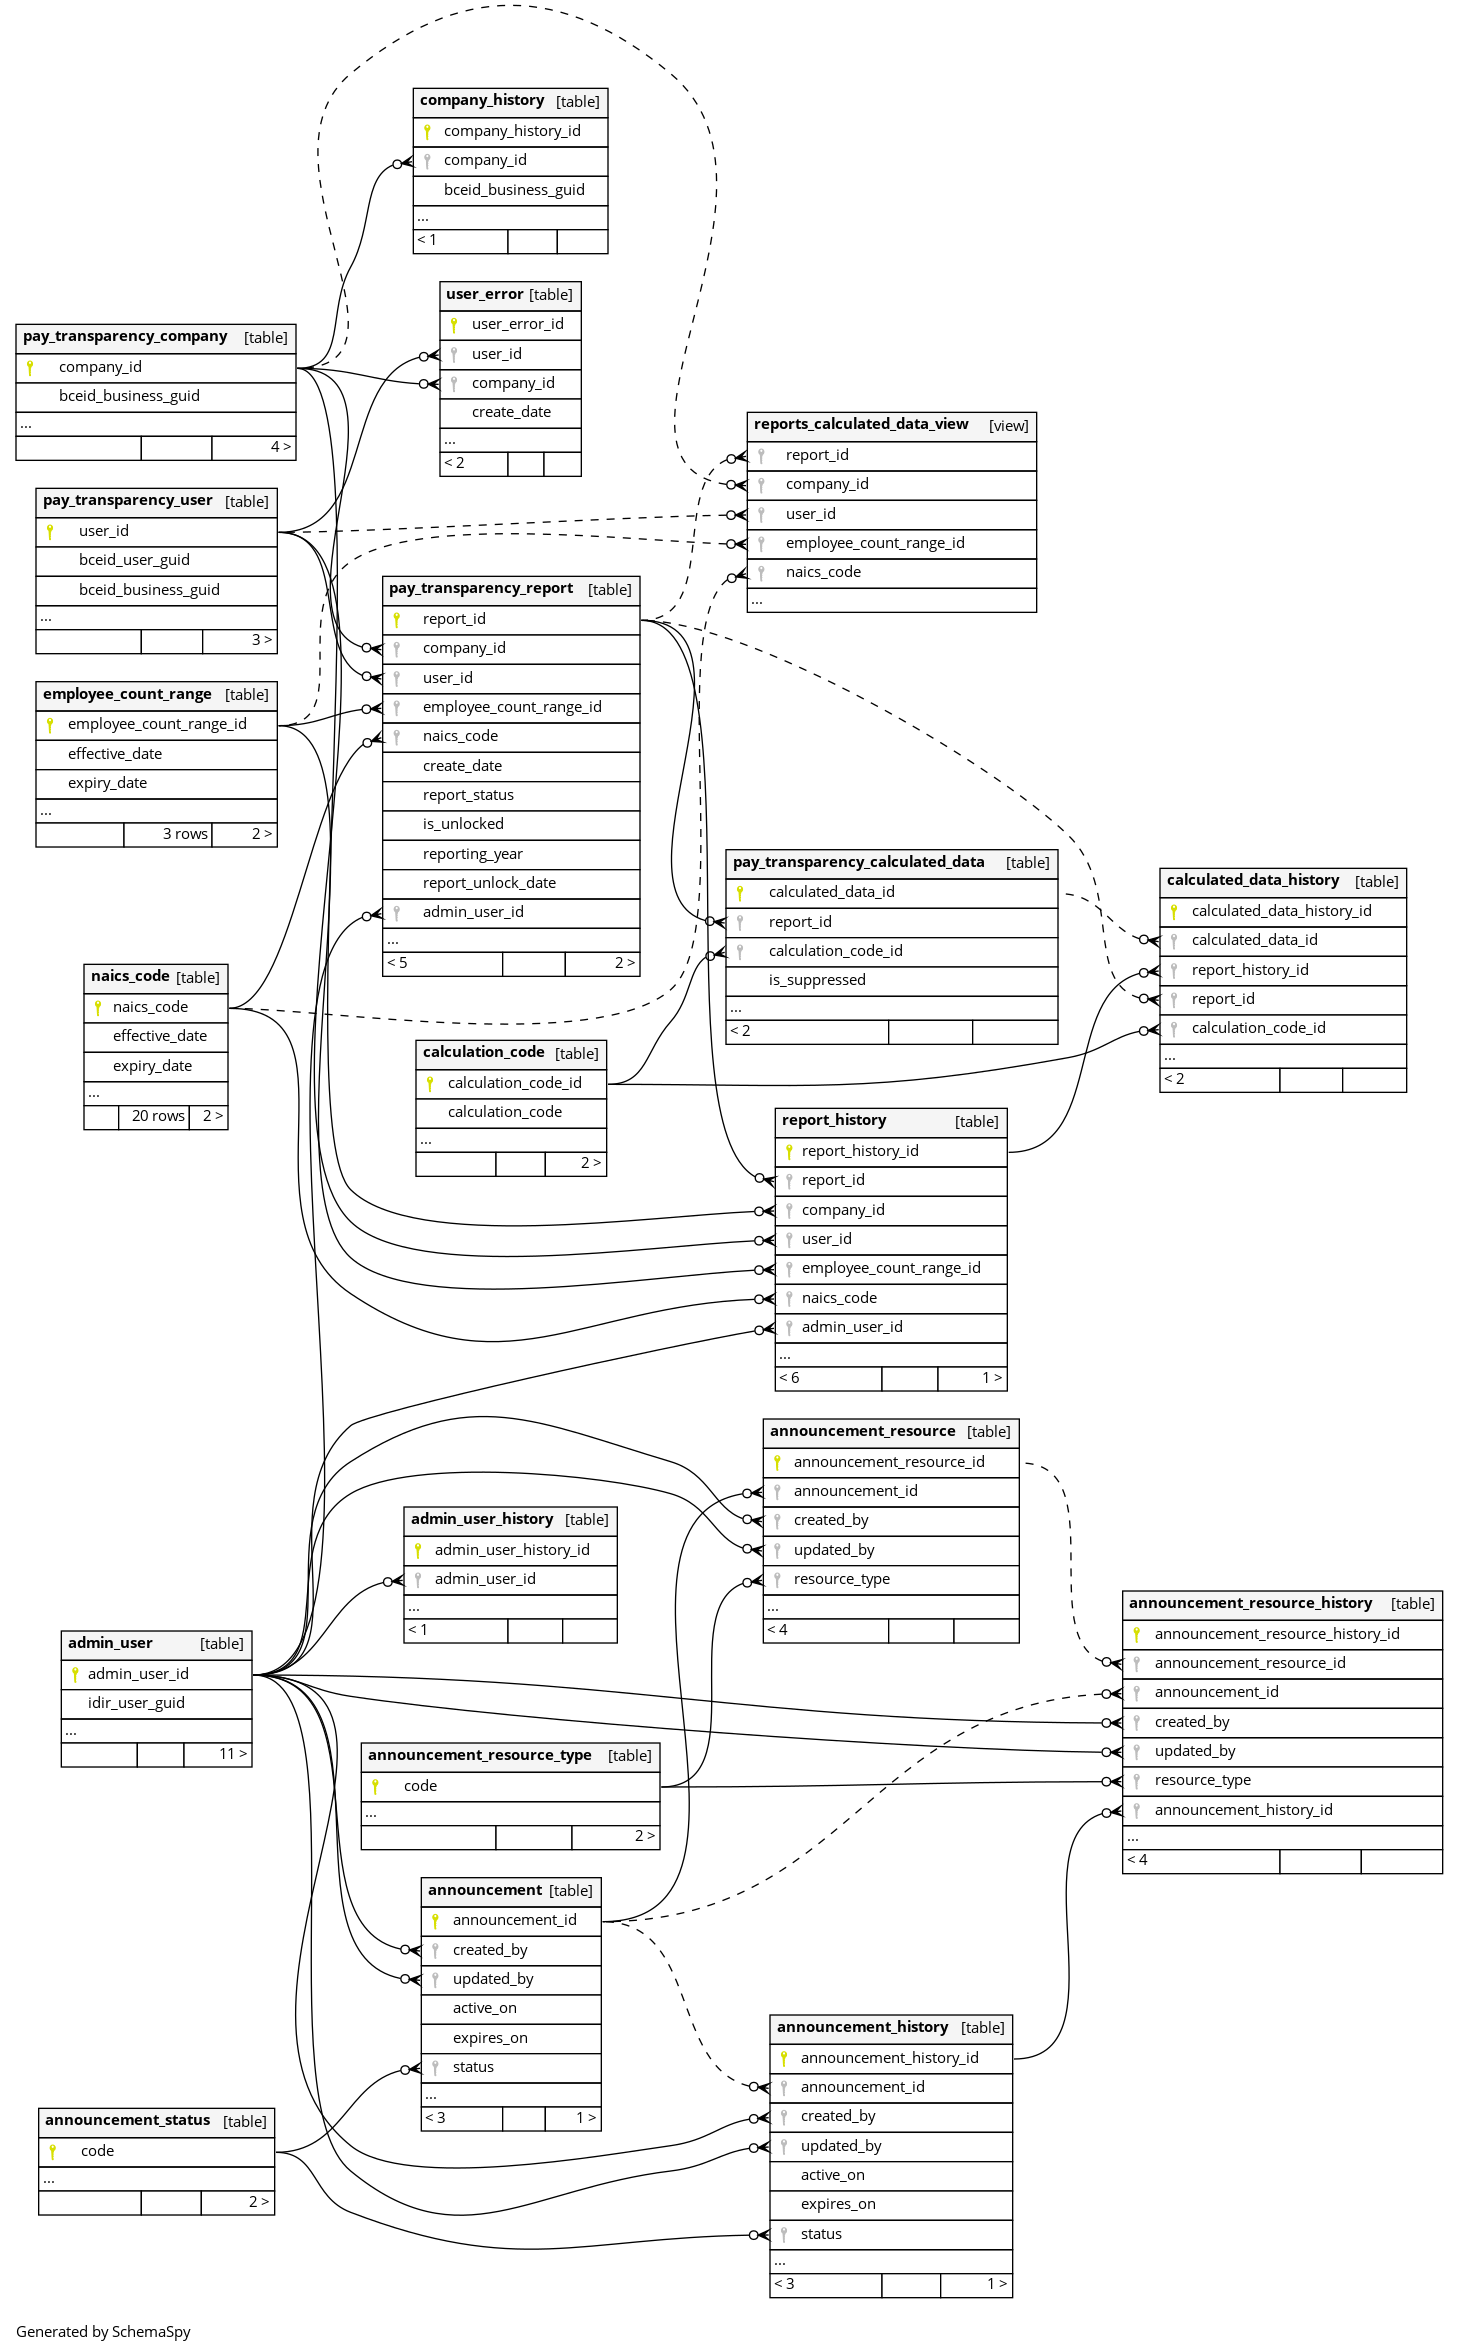 company_history [table]
company_history_id
company_id
bceid_business_guid
...
< 1
user_error [table]
user_error_id
user_id
company_id
create_date
...
< 2
pay_transparency_company [table]
company_id
bceid_business_guid
...
4 >
reports_calculated_data_view [view]
report_id
company_id
user_id
employee_count_range_id
naics_code
...
pay_transparency_user [table]
user_id
bceid_user_guid
bceid_business_guid
...
3 >
pay_transparency_report [table]
report_id
company_id
user_id
employee_count_range_id
naics_code
create_date
report_status
is_unlocked
reporting_year
report_unlock_date
admin_user_id
...
< 5 2 >
employee_count_range [table]
employee_count_range_id
effective_date
expiry_date
...
3 rows 2 >
pay_transparency_calculated_data [table]
calculated_data_id
report_id
calculation_code_id
is_suppressed
...
< 2
calculated_data_history [table]
calculated_data_history_id
calculated_data_id
report_history_id
report_id
calculation_code_id
...
< 2
naics_code [table]
naics_code
effective_date
expiry_date
...
20 rows 2 >
calculation_code [table]
calculation_code_id
calculation_code
...
2 >
report_history [table]
report_history_id
report_id
company_id
user_id
employee_count_range_id
naics_code
admin_user_id
...
< 6 1 >
announcement_resource [table]
announcement_resource_id
announcement_id
created_by
updated_by
resource_type
...
< 4
admin_user_history [table]
admin_user_history_id
admin_user_id
...
< 1
announcement_resource_history [table]
announcement_resource_history_id
announcement_resource_id
announcement_id
created_by
updated_by
resource_type
announcement_history_id
...
< 4
admin_user [table]
admin_user_id
idir_user_guid
...
11 >
announcement_resource_type [table]
code
...
2 >
announcement [table]
announcement_id
created_by
updated_by
active_on
expires_on
status
...
< 3 1 >
announcement_history [table]
announcement_history_id
announcement_id
created_by
updated_by
active_on
expires_on
status
...
< 3 1 >
announcement_status [table]
code
...
2 >
Generated by SchemaSpy